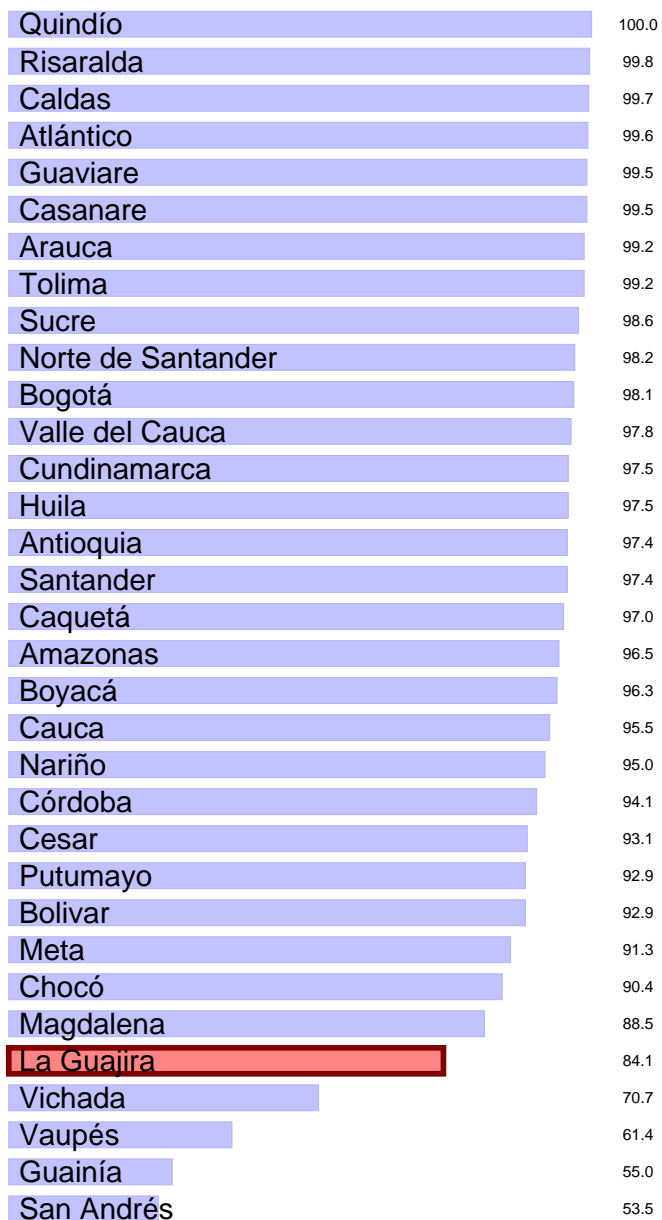 Quindío 100.0
Risaralda 99.8
Caldas 99.7
Atlántico 99.6
Guaviare 99.5
Casanare 99.5
Arauca 99.2
Tolima 99.2
Sucre 98.6
Norte de Santander 98.2
Bogotá 98.1
Valle del Cauca 97.8
Cundinamarca 97.5
Huila 97.5
Antioquia 97.4
Santander 97.4
Caquetá 97.0
Amazonas 96.5
Boyacá 96.3
Cauca 95.5
Nariño 95.0
Córdoba 94.1
Cesar 93.1
Putumayo 92.9
Bolivar 92.9
Meta 91.3
Chocó 90.4
Magdalena 88.5
La Guajira 84.1
Vichada 70.7
Vaupés 61.4
Guainía 55.0
San Andrés 53.5